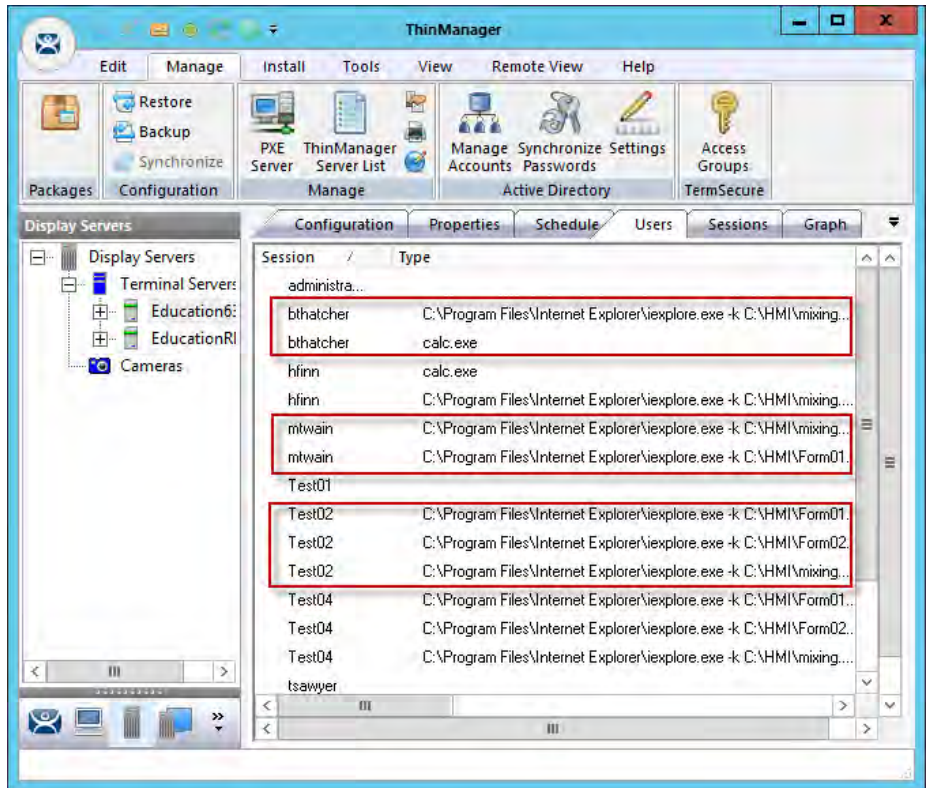 ThinManager
Edit Manage Install Tools View Remote View Help
Restore
Backup
Synchronize
PXE Server
ThinManager Server List
Manage Accounts
Synchronize Passwords
Settings
Access Groups
Packages Configuration Manage Active Directory TermSecure
Display Servers
Configuration Properties Schedule Users Sessions Graph
Display Servers
Terminal Servers
Education6
EducationR
Cameras
Session / Type
administra...
bthatcher C:\Program Files\Internet Explorer\iexplore.exe -k C:\HMI\mixing...
bthatcher calc.exe
hfinn calc.exe
hfinn C:\Program Files\Internet Explorer\iexplore.exe -k C:\HMI\mixing....
mtwain C:\Program Files\Internet Explorer\iexplore.exe -k C:\HMI\mixing...
mtwain C:\Program Files\Internet Explorer\iexplore.exe -k C:\HMI\Form01.
Test01
Test02 C:\Program Files\Internet Explorer\iexplore.exe -k C:\HMI\Form01.
Test02 C:\Program Files\Internet Explorer\iexplore.exe -k C:\HMI\Form02.
Test02 C:\Program Files\Internet Explorer\iexplore.exe -k C:\HMI\mixing...
Test04 C:\Program Files\Internet Explorer\iexplore.exe -k C:\HMI\Form01..
Test04 C:\Program Files\Internet Explorer\iexplore.exe -k C:\HMI\Form02..
Test04 C:\Program Files\Internet Explorer\iexplore.exe -k C:\HMI\mixing....
tsawyer